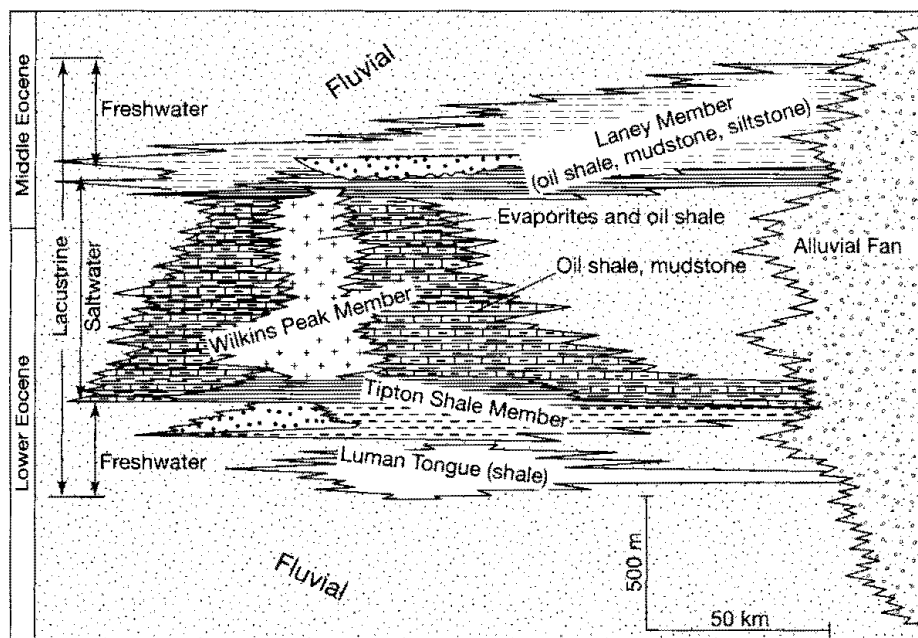 Middle Eocene
Lower Eocene
Lacustrine
Freshwater
Saltwater
Freshwater
Fluvial
Laney Member
(oil shale, mudstone, siltstone)
Evaporites and oil shale
Alluvial Fan
Oil shale, mudstone
Wilkins Peak Member
Tipton Shale Member
Luman Tongue (shale)
Fluvial
500 m
50 km